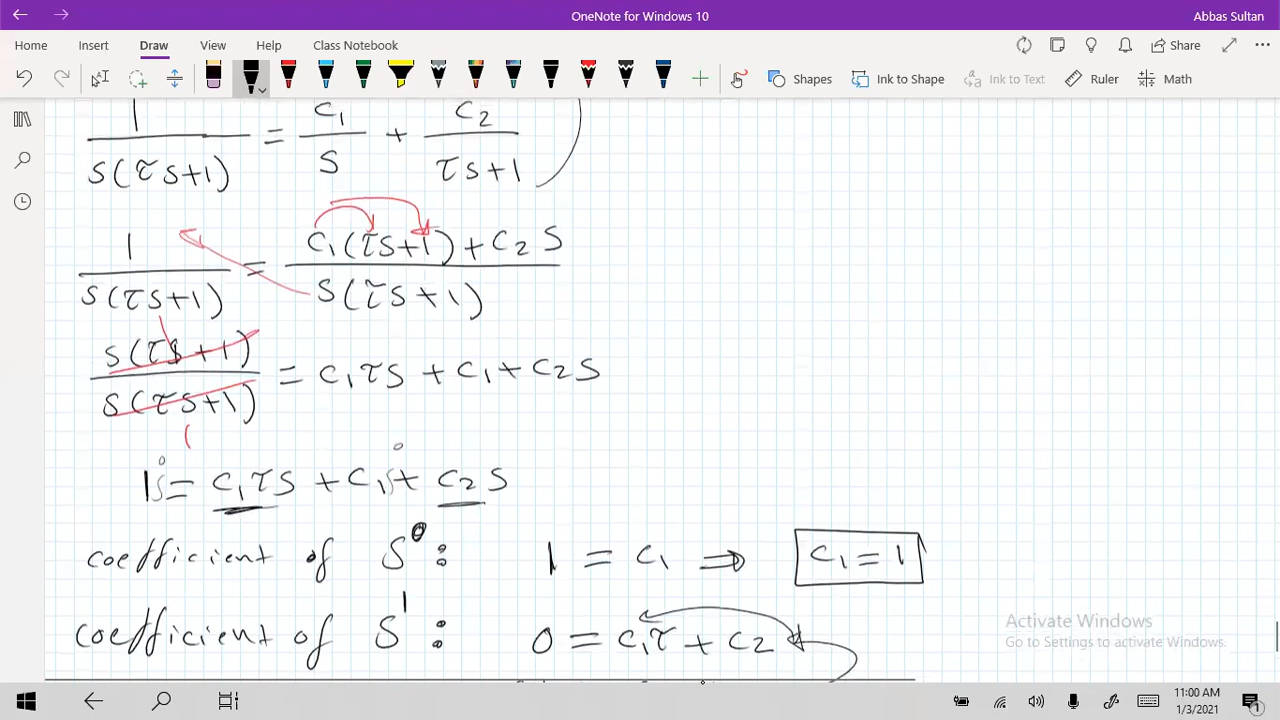 OneNote for Windows 10
Abbas Sultan
Home Insert Draw View Help Class Notebook Share
Shapes Ink to Shape Ink to Text Ruler Math
1/(s(τs+1)) = c₁/s + c₂/(τs+1)
1/(s(τs+1)) = (c₁(τs+1)+c₂s)/(s(τs+1))
s(τs+1)/(s(τs+1)) = c₁τs + c₁ + c₂s
1s⁰ = c₁τs + c₁s⁰ + c₂s
coefficient of s⁰: 1 = c₁ ⇒ c₁ = 1
coefficient of s¹: 0 = c₁τ + c₂
Activate Windows
Go to Settings to activate Windows.
11:00 AM
1/3/2021